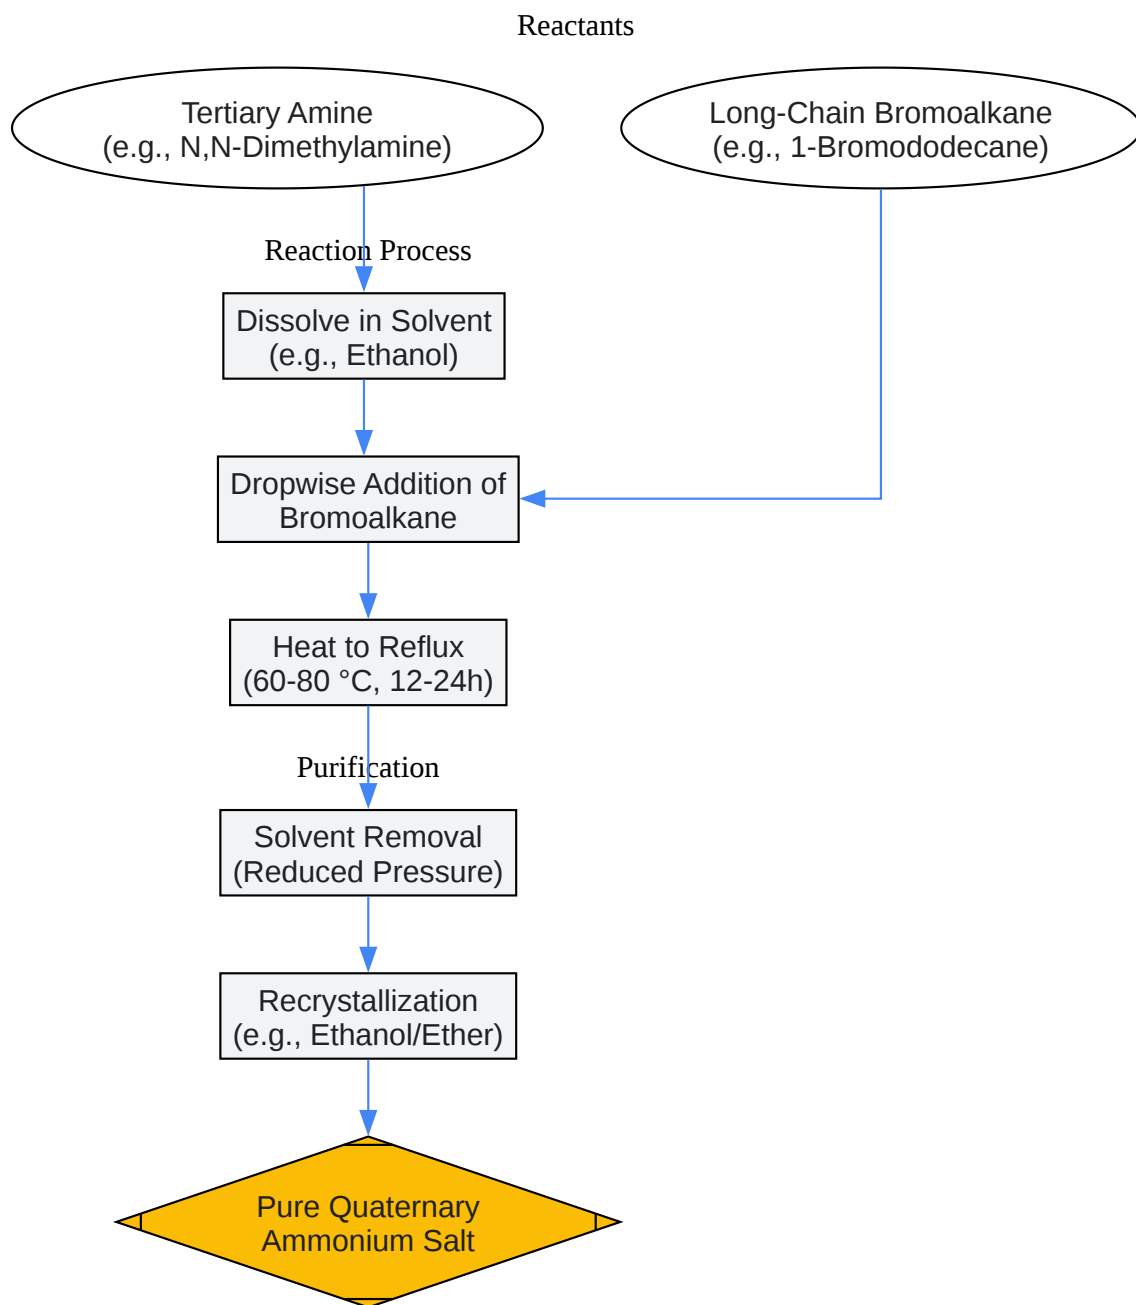 Reactants
Tertiary Amine
(e.g., N,N-Dimethylamine)
Long-Chain Bromoalkane
(e.g., 1-Bromododecane)
Reaction Process
Dissolve in Solvent
(e.g., Ethanol)
Dropwise Addition of
Bromoalkane
Heat to Reflux
(60-80 °C, 12-24h)
Purification
Solvent Removal
(Reduced Pressure)
Recrystallization
(e.g., Ethanol/Ether)
Pure Quaternary
Ammonium Salt